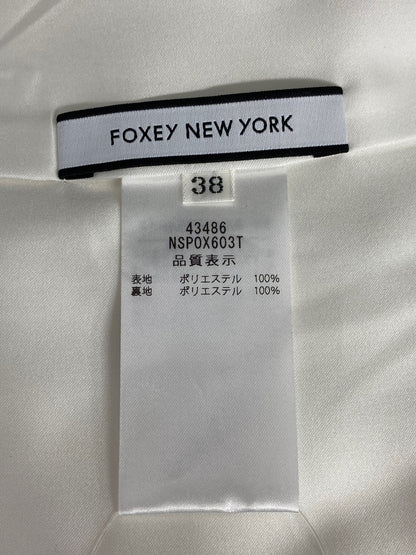 FOXEY NEW YORK
38
43486
NSPOX603T
品質表示
表地 ポリエステル 100%
裏地 ポリエステル 100%